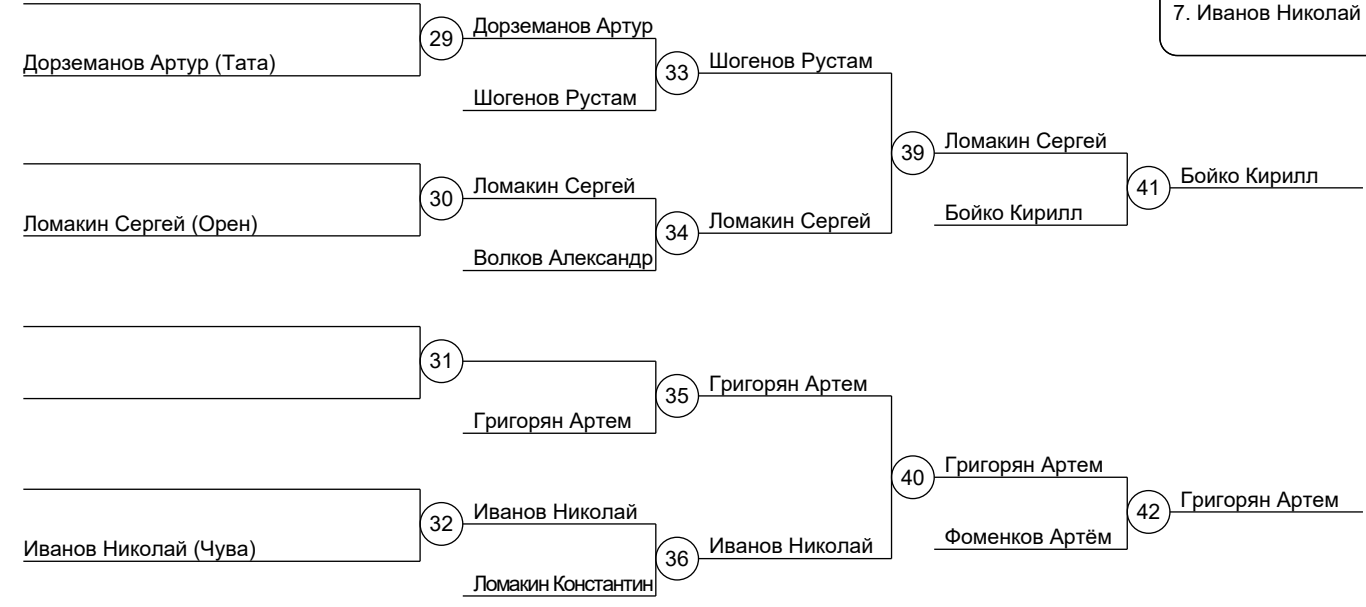 7. Иванов Николай
Дорземанов Артур
29
Дорземанов Артур (Тата)
Шогенов Рустам
33
Шогенов Рустам
Ломакин Сергей
39
Бойко Кирилл
41
Бойко Кирилл
Ломакин Сергей
30
Ломакин Сергей (Орен)
Ломакин Сергей
34
Волков Александр
31
Григорян Артем
35
Григорян Артем
Григорян Артем
40
Григорян Артем
42
Фоменков Артём
Иванов Николай
32
Иванов Николай (Чува)
Иванов Николай
36
Ломакин Константин